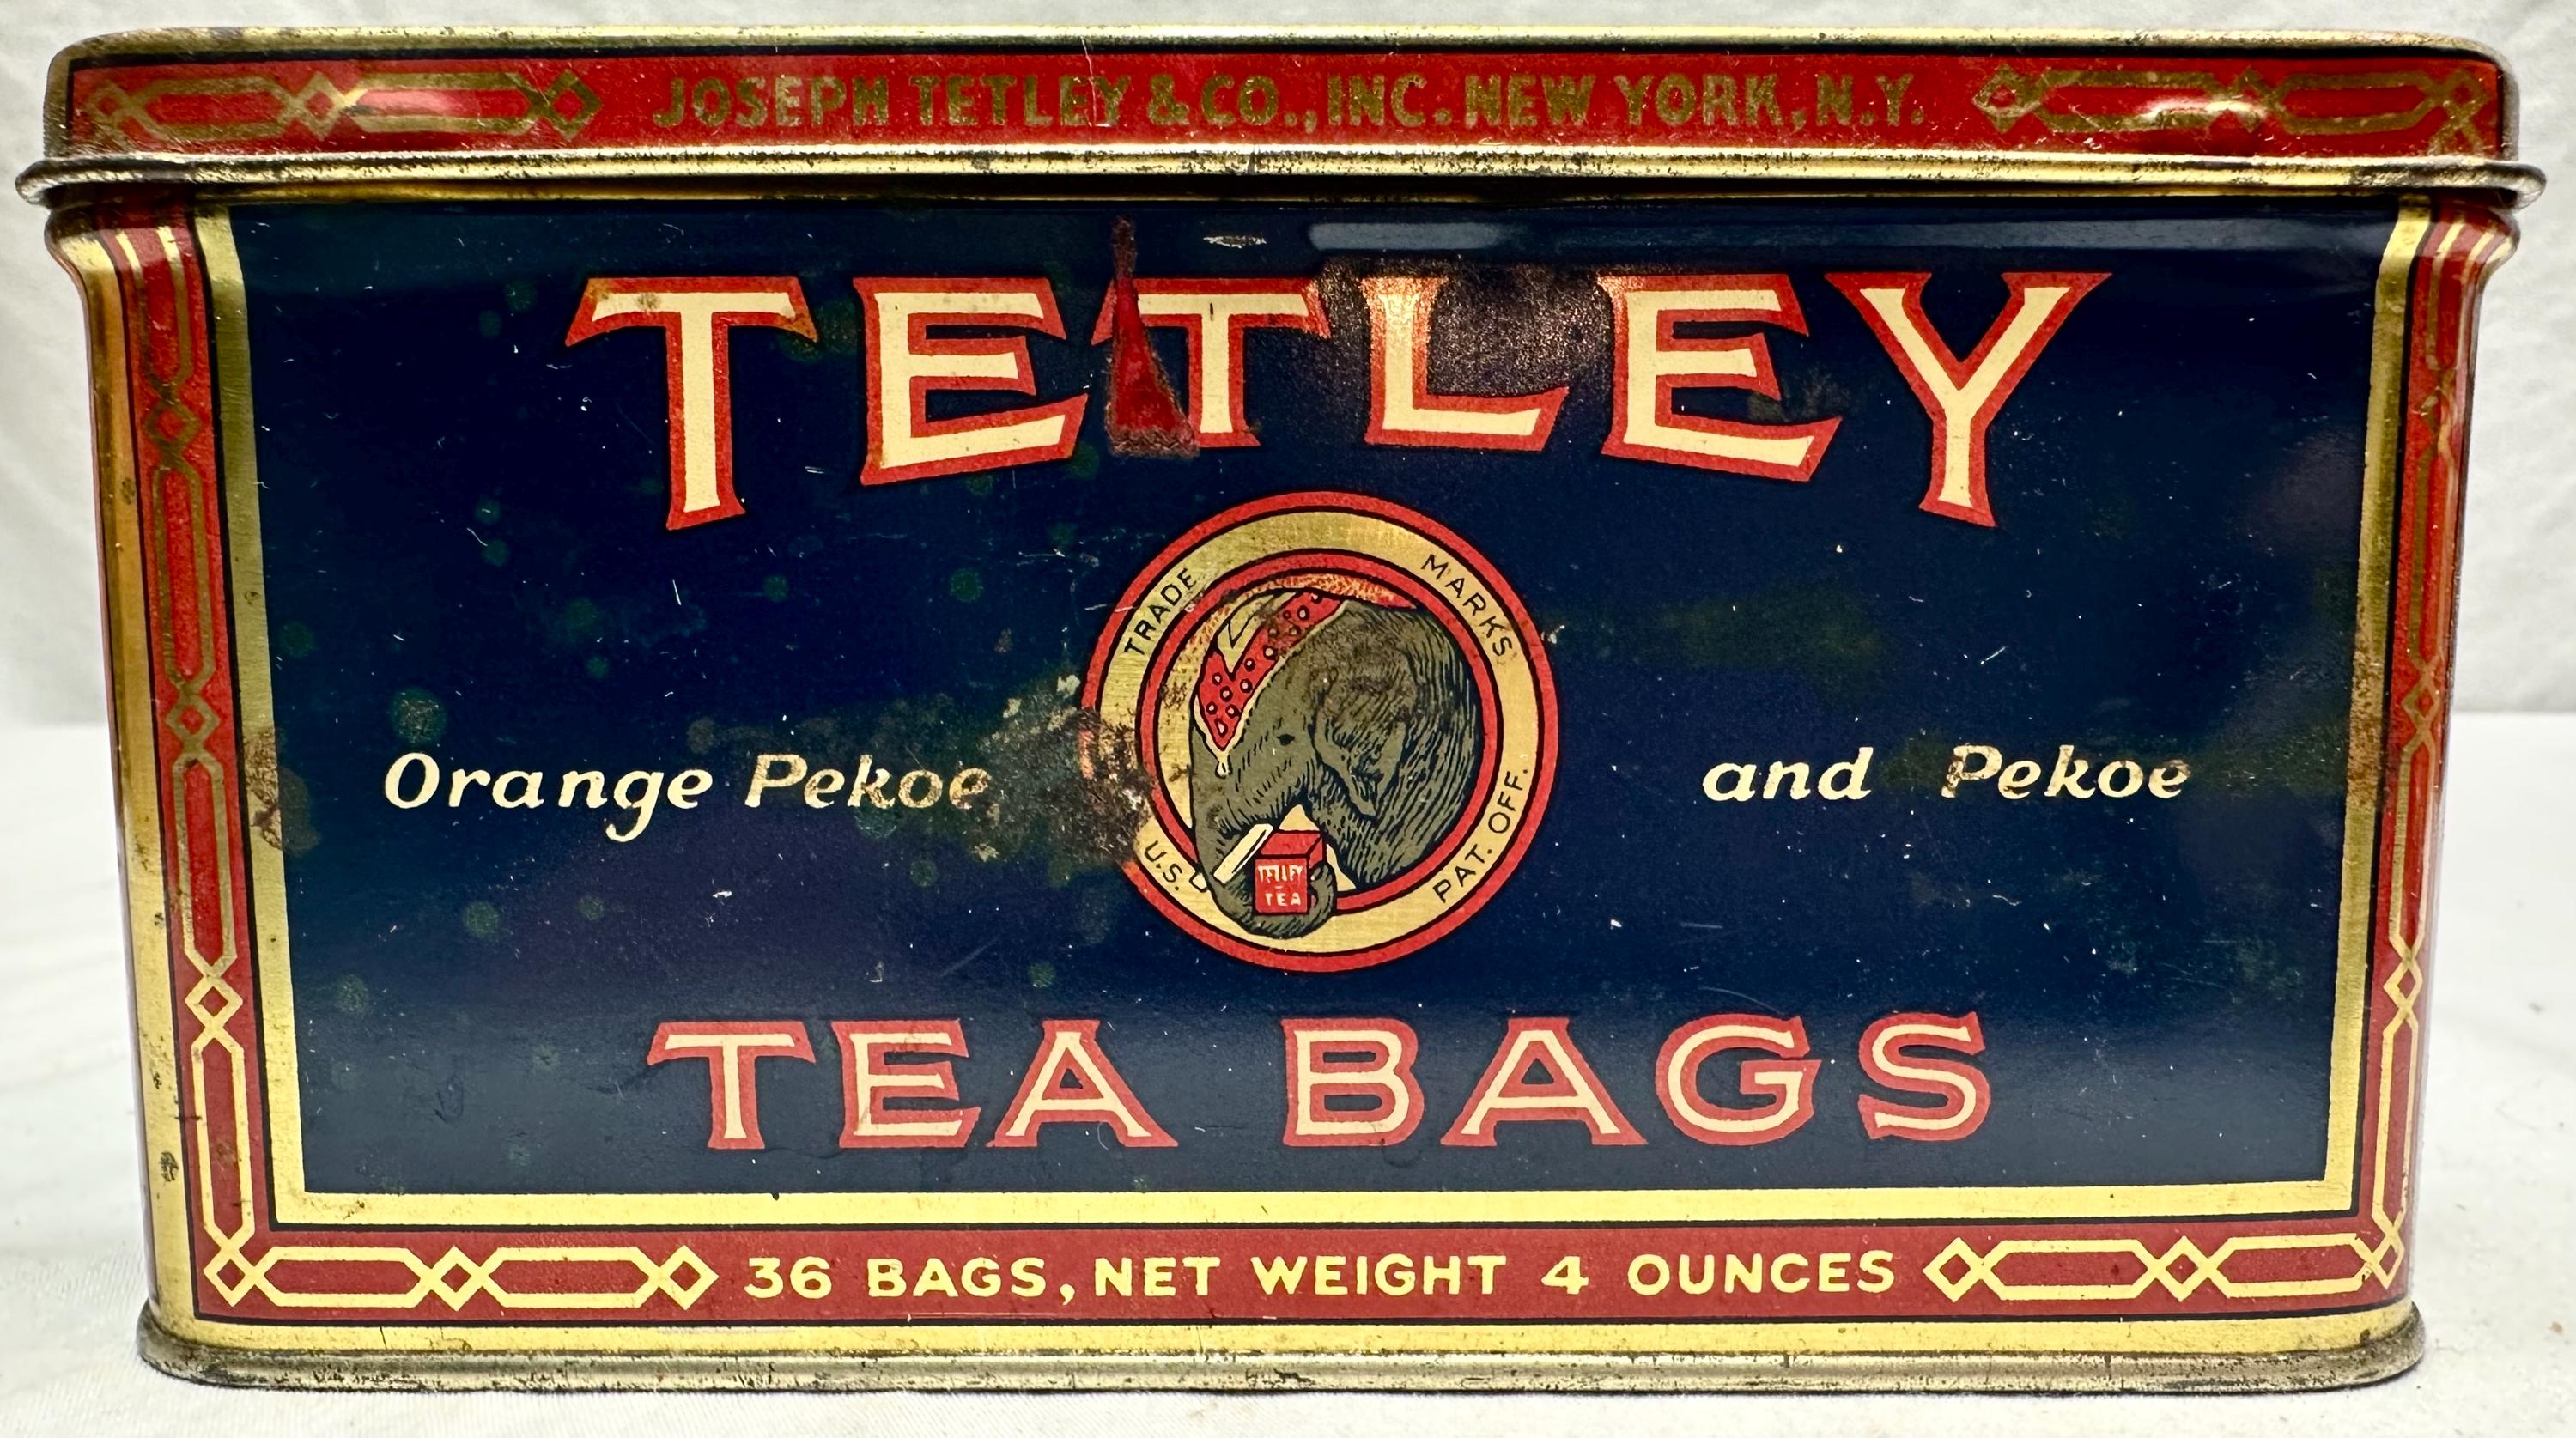 JOSEPH TETLEY & CO., INC. NEW YORK, N.Y.
TETLEY
TRADE MARKS
Orange Pekoe and Pekoe
U.S. PAT. OFF.
TETLEY
TEA
TEA BAGS
36 BAGS, NET WEIGHT 4 OUNCES